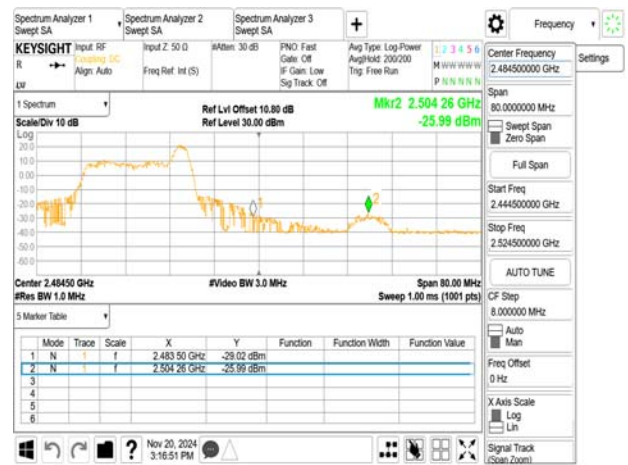 Spectrum Analyzer 1
Swept SA
Spectrum Analyzer 2
Swept SA
Spectrum Analyzer 3
Swept SA
Frequency
KEYSIGHT
R
Input: RF
Coupling: DC
Align: Auto
Input Z: 50 Ω
Freq Ref: Int (S)
#Atten: 30 dB
PNO: Fast
Gate: Off
IF Gain: Low
Sig Track: Off
Avg Type: Log-Power
Avg|Hold: 200/200
Trig: Free Run
1 2 3 4 5 6
M W W W W W
P N N N N N
Center Frequency
2.484500000 GHz
Settings
Span
80.0000000 MHz
Swept Span
Zero Span
Full Span
Start Freq
2.444500000 GHz
Stop Freq
2.524500000 GHz
AUTO TUNE
CF Step
8.000000 MHz
Auto
Man
Freq Offset
0 Hz
X Axis Scale
Log
Lin
Signal Track
(Span Zoom)
1 Spectrum
Scale/Div 10 dB
Ref Lvl Offset 10.80 dB
Ref Level 30.00 dBm
Mkr2 2.504 26 GHz
-25.99 dBm
Log
20.0
10.0
0.00
-10.0
-20.0
-30.0
-40.0
-50.0
-60.0
1
2
Center 2.48450 GHz
#Res BW 1.0 MHz
#Video BW 3.0 MHz
Span 80.00 MHz
Sweep 1.00 ms (1001 pts)
5 Marker Table
Mode Trace Scale X Y Function Function Width Function Value
1 N 1 f 2.483 50 GHz -29.02 dBm
2 N 1 f 2.504 26 GHz -25.99 dBm
3
4
5
6
Nov 20, 2024
3:16:51 PM